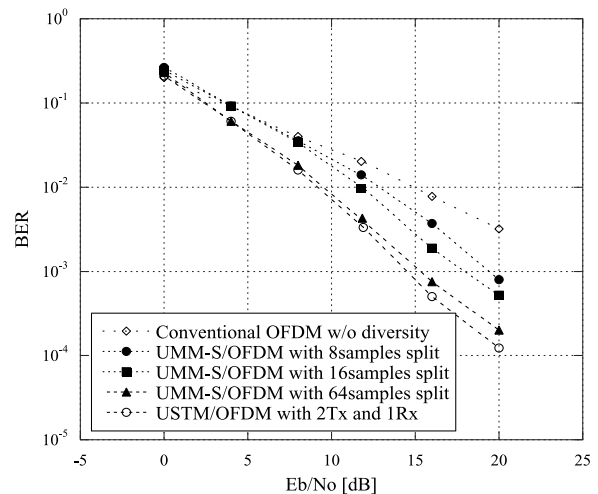 10^0
10^-1
10^-2
10^-3
10^-4
10^-5
BER
Conventional OFDM w/o diversity
UMM-S/OFDM with 8samples split
UMM-S/OFDM with 16samples split
UMM-S/OFDM with 64samples split
USTM/OFDM with 2Tx and 1Rx
-5 0 5 10 15 20 25
Eb/No [dB]